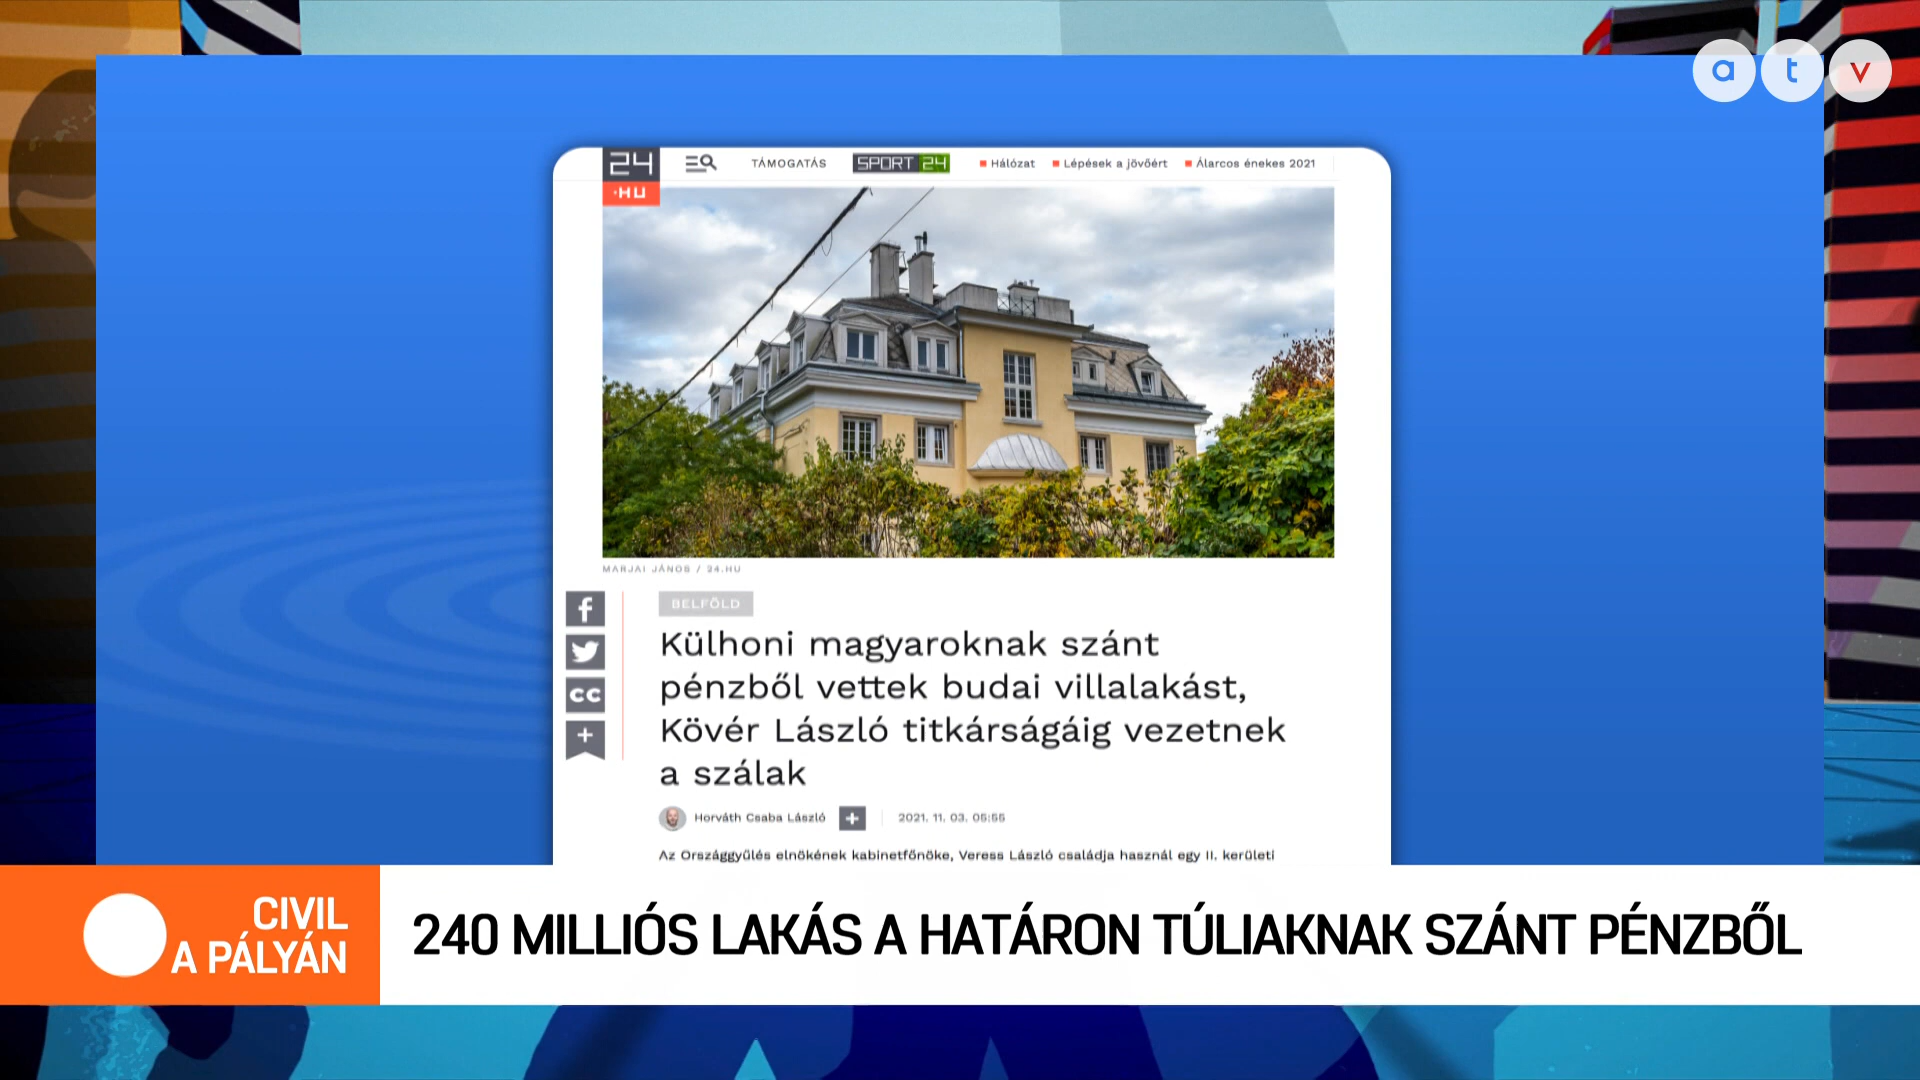 a t v
24
.HU
TÁMOGATÁS
SPORT 24
Hálózat
Lépések a jövőért
Álarcos énekes 2021
MARJAI JÁNOS / 24.HU
BELFÖLD
Külhoni magyaroknak szánt
pénzből vettek budai villalakást,
Kövér László titkárságáig vezetnek
a szálak
Horváth Csaba László
2021. 11. 03. 05:55
Az Országgyűlés elnökének kabinetfőnöke, Veress László családja használ egy II. kerületi
f
cc
+
CIVIL
A PÁLYÁN
240 MILLIÓS LAKÁS A HATÁRON TÚLIAKNAK SZÁNT PÉNZBŐL